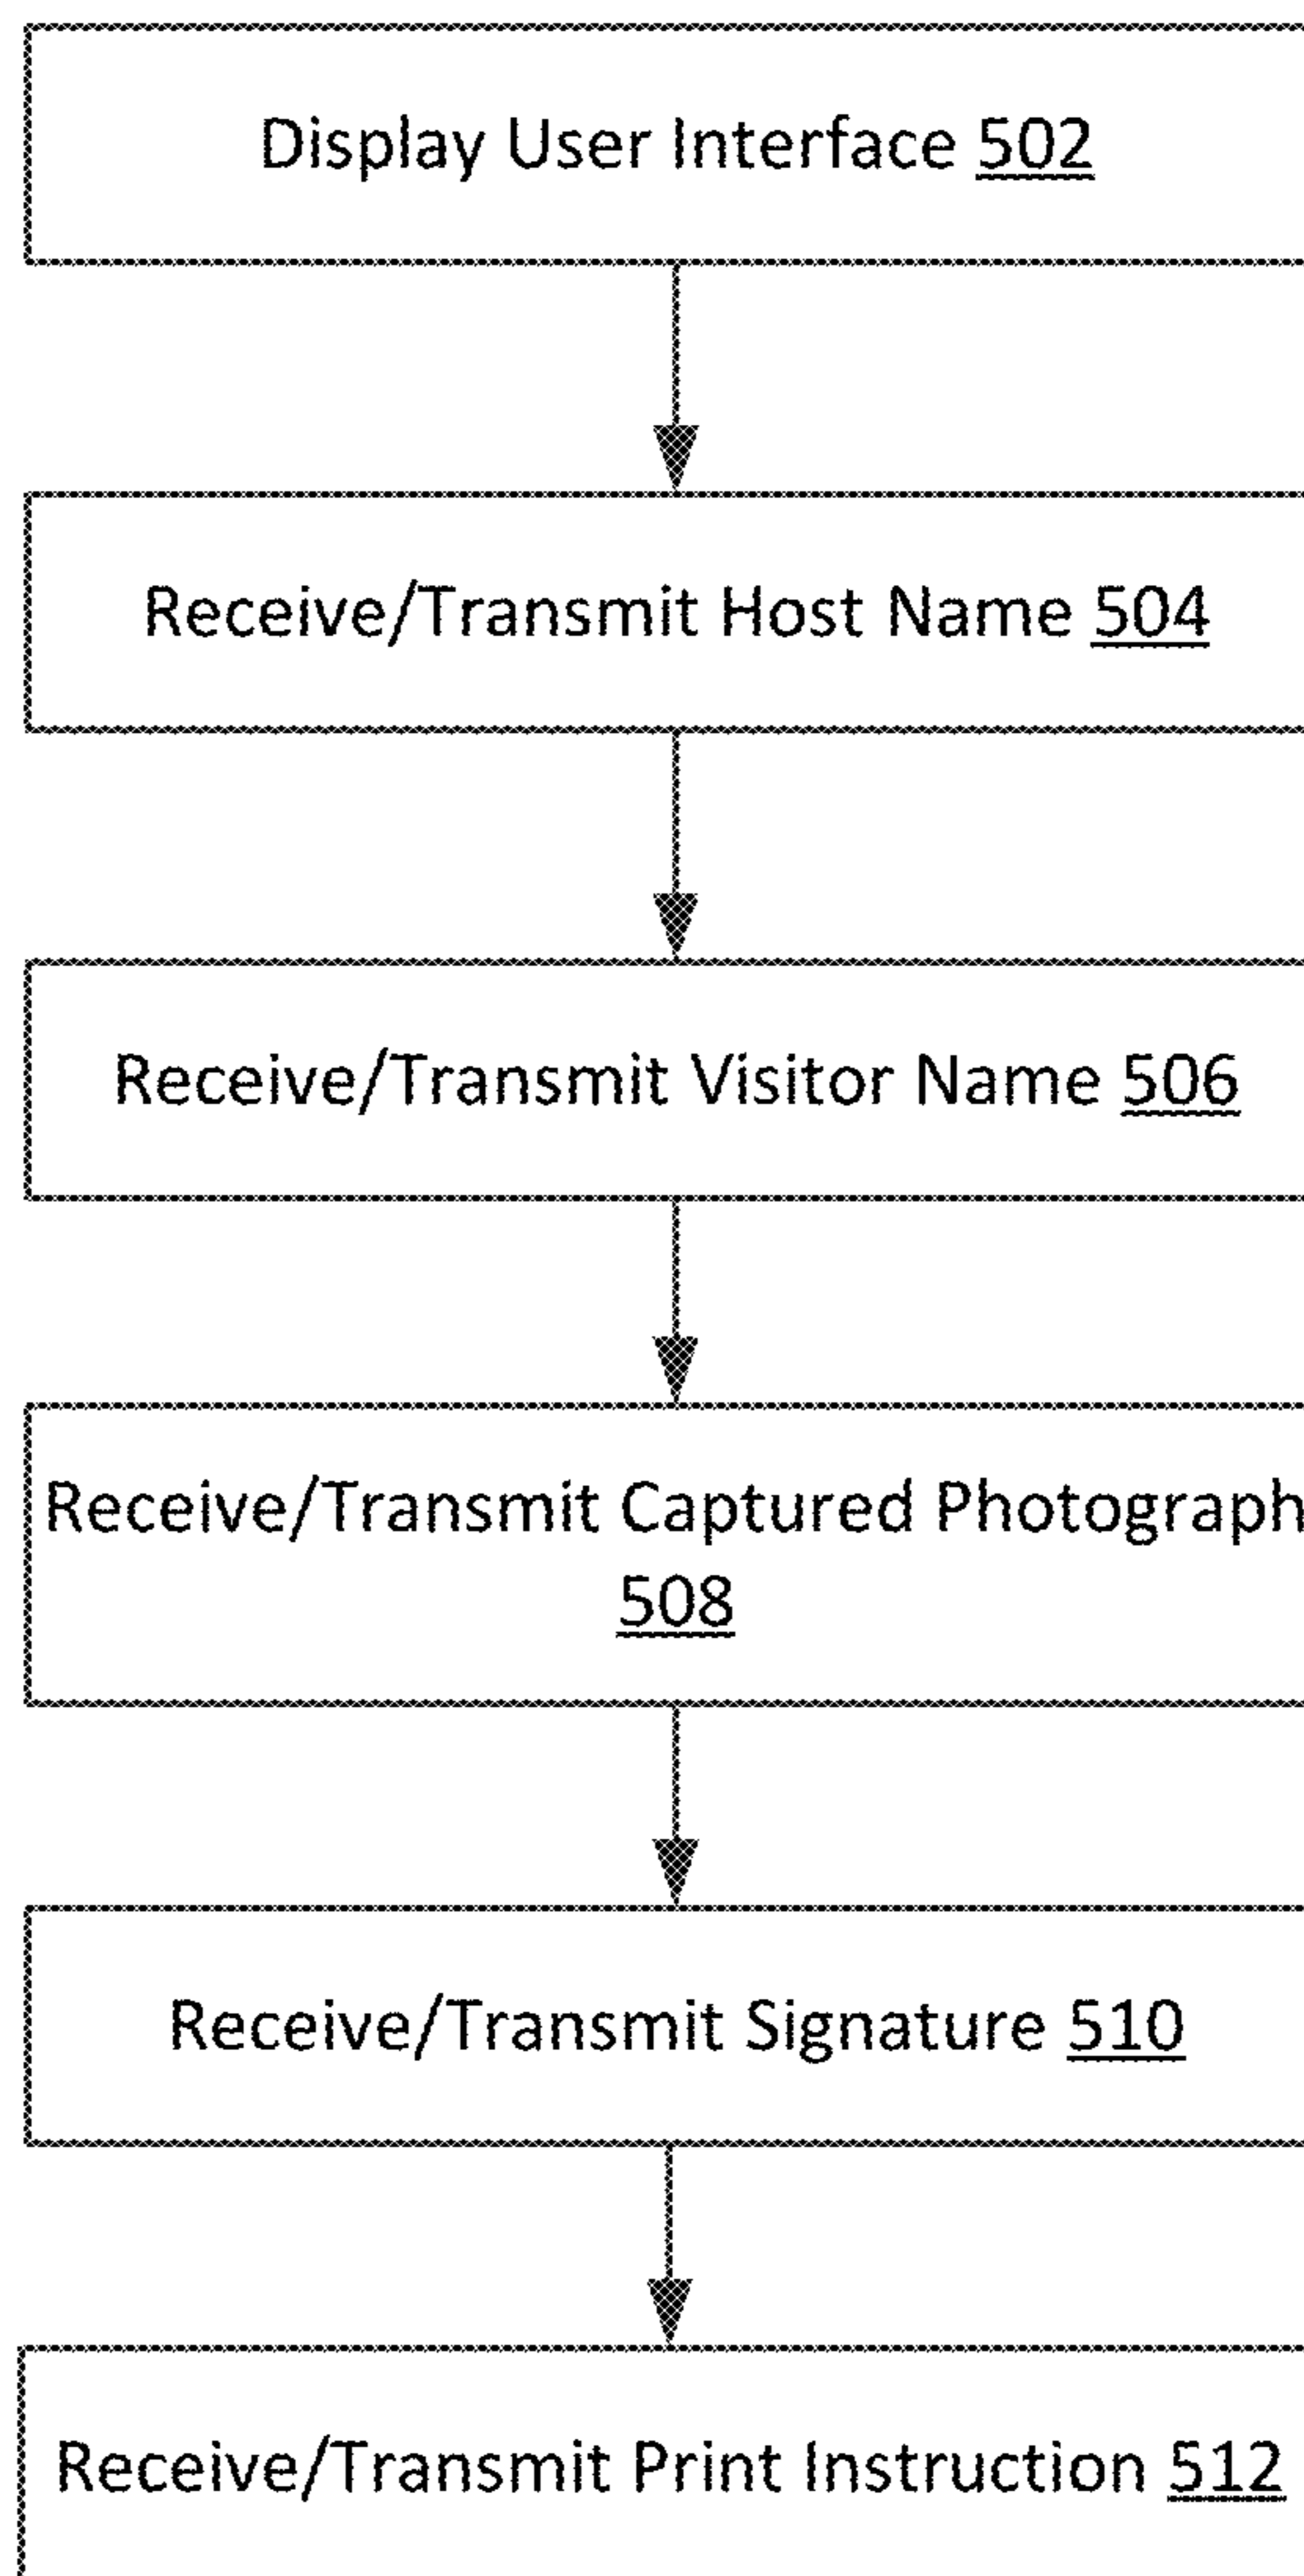 Display User Interface 502
Receive/Transmit Host Name 504
Receive/Transmit Visitor Name 506
Receive/Transmit Captured Photograph
508
Receive/Transmit Signature 510
Receive/Transmit Print Instruction 512